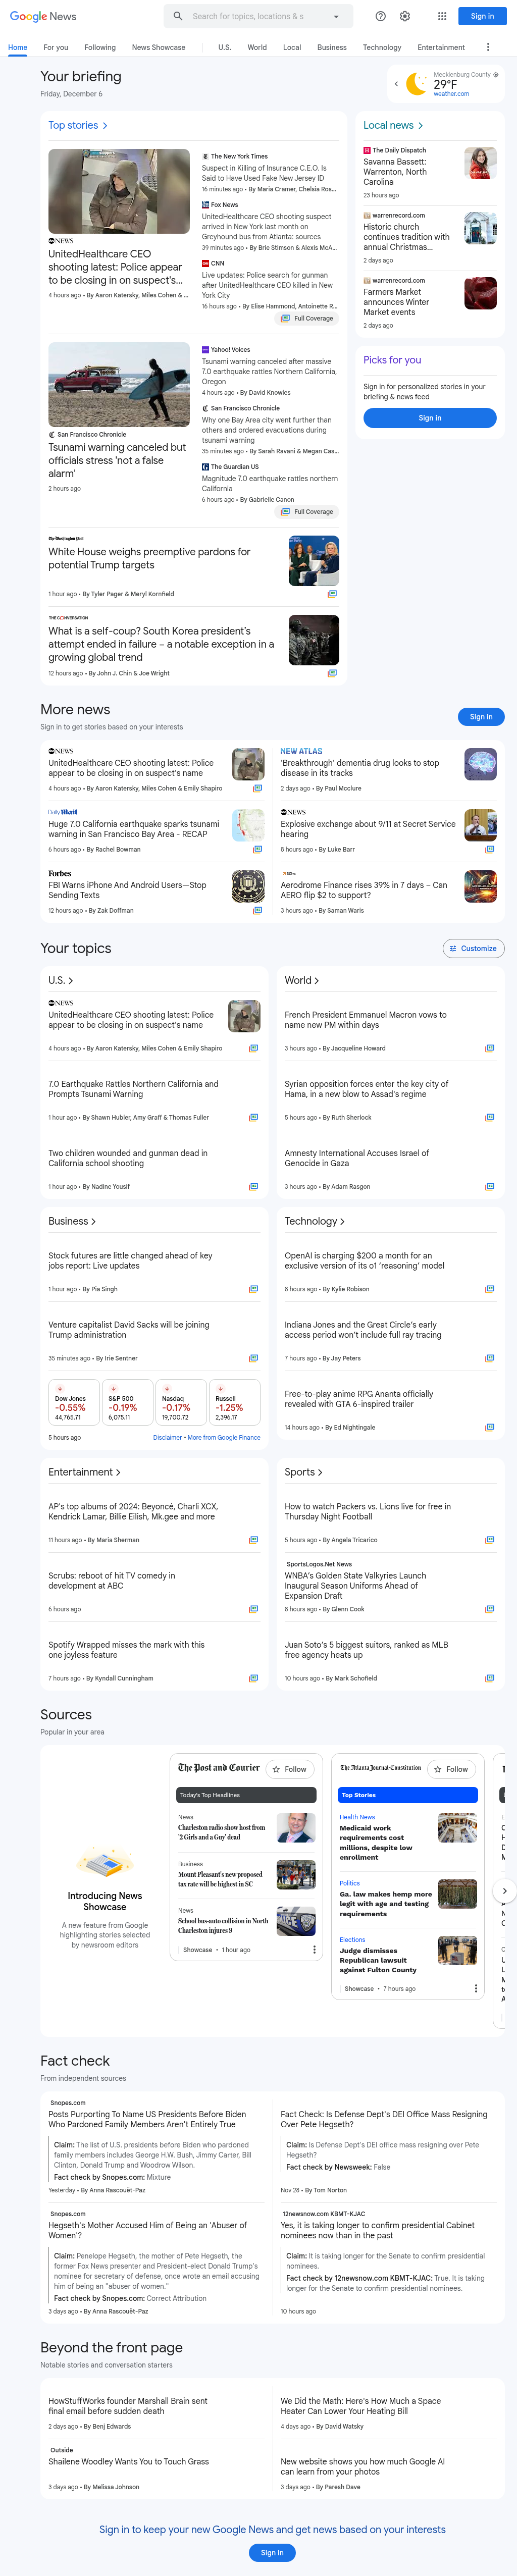 Google News
Search for topics, locations & s
Sign in
Home
For you
Following
News Showcase
U.S.
World
Local
Business
Technology
Entertainment
Your briefing
Friday, December 6
Mecklenburg County
29°F
weather.com
Top stories
NEWS
UnitedHealthcare CEO
shooting latest: Police appear
to be closing in on suspect's...
4 hours ago • By Aaron Katersky, Miles Cohen & ...
The New York Times
Suspect in Killing of Insurance C.E.O. Is
Said to Have Used Fake New Jersey ID
16 minutes ago • By Maria Cramer, Chelsia Ros...
Fox News
UnitedHealthcare CEO shooting suspect
arrived in New York last month on
Greyhound bus from Atlanta: sources
39 minutes ago • By Brie Stimson & Alexis McA...
CNN
Live updates: Police search for gunman
after UnitedHealthcare CEO killed in New
York City
16 hours ago • By Elise Hammond, Antoinette R...
Full Coverage
San Francisco Chronicle
Tsunami warning canceled but
officials stress 'not a false
alarm'
2 hours ago
Yahoo! Voices
Tsunami warning canceled after massive
7.0 earthquake rattles Northern California,
Oregon
4 hours ago • By David Knowles
San Francisco Chronicle
Why one Bay Area city went further than
others and ordered evacuations during
tsunami warning
35 minutes ago • By Sarah Ravani & Megan Cas...
The Guardian US
Magnitude 7.0 earthquake rattles northern
California
6 hours ago • By Gabrielle Canon
Full Coverage
The Washington Post
White House weighs preemptive pardons for
potential Trump targets
1 hour ago • By Tyler Pager & Meryl Kornfield
THE CONVERSATION
What is a self-coup? South Korea president's
attempt ended in failure – a notable exception in a
growing global trend
12 hours ago • By John J. Chin & Joe Wright
Local news
The Daily Dispatch
Savanna Bassett:
Warrenton, North
Carolina
23 hours ago
warrenrecord.com
Historic church
continues tradition with
annual Christmas...
2 days ago
warrenrecord.com
Farmers Market
announces Winter
Market events
2 days ago
Picks for you
Sign in for personalized stories in your
briefing & news feed
Sign in
More news
Sign in to get stories based on your interests
Sign in
NEWS
UnitedHealthcare CEO shooting latest: Police
appear to be closing in on suspect's name
4 hours ago • By Aaron Katersky, Miles Cohen & Emily Shapiro
NEW ATLAS
'Breakthrough' dementia drug looks to stop
disease in its tracks
2 days ago • By Paul Mcclure
Daily Mail
Huge 7.0 California earthquake sparks tsunami
warning in San Francisco Bay Area - RECAP
6 hours ago • By Rachel Bowman
NEWS
Explosive exchange about 9/11 at Secret Service
hearing
8 hours ago • By Luke Barr
Forbes
FBI Warns iPhone And Android Users—Stop
Sending Texts
12 hours ago • By Zak Doffman
Aerodrome Finance rises 39% in 7 days – Can
AERO flip $2 to support?
3 hours ago • By Saman Waris
Your topics
Customize
U.S.
NEWS
UnitedHealthcare CEO shooting latest: Police
appear to be closing in on suspect's name
4 hours ago • By Aaron Katersky, Miles Cohen & Emily Shapiro
7.0 Earthquake Rattles Northern California and
Prompts Tsunami Warning
1 hour ago • By Shawn Hubler, Amy Graff & Thomas Fuller
Two children wounded and gunman dead in
California school shooting
1 hour ago • By Nadine Yousif
World
French President Emmanuel Macron vows to
name new PM within days
3 hours ago • By Jacqueline Howard
Syrian opposition forces enter the key city of
Hama, in a new blow to Assad's regime
5 hours ago • By Ruth Sherlock
Amnesty International Accuses Israel of
Genocide in Gaza
3 hours ago • By Adam Rasgon
Business
Stock futures are little changed ahead of key
jobs report: Live updates
1 hour ago • By Pia Singh
Venture capitalist David Sacks will be joining
Trump administration
35 minutes ago • By Irie Sentner
Dow Jones
-0.55%
44,765.71
S&P 500
-0.19%
6,075.11
Nasdaq
-0.17%
19,700.72
Russell
-1.25%
2,396.17
5 hours ago
Disclaimer • More from Google Finance
Technology
OpenAI is charging $200 a month for an
exclusive version of its o1 'reasoning' model
8 hours ago • By Kylie Robison
Indiana Jones and the Great Circle's early
access period won't include full ray tracing
7 hours ago • By Jay Peters
Free-to-play anime RPG Ananta officially
revealed with GTA 6-inspired trailer
14 hours ago • By Ed Nightingale
Entertainment
AP's top albums of 2024: Beyoncé, Charli XCX,
Kendrick Lamar, Billie Eilish, Mk.gee and more
11 hours ago • By Maria Sherman
Scrubs: reboot of hit TV comedy in
development at ABC
6 hours ago
Spotify Wrapped misses the mark with this
one joyless feature
7 hours ago • By Kyndall Cunningham
Sports
How to watch Packers vs. Lions live for free in
Thursday Night Football
5 hours ago • By Angela Tricarico
SportsLogos.Net News
WNBA's Golden State Valkyries Launch
Inaugural Season Uniforms Ahead of
Expansion Draft
8 hours ago • By Glenn Cook
Juan Soto's 5 biggest suitors, ranked as MLB
free agency heats up
10 hours ago • By Mark Schofield
Sources
Popular in your area
Introducing News
Showcase
A new feature from Google
highlighting stories selected
by newsroom editors
The Post and Courier
Follow
Today's Top Headlines
News
Charleston radio show host from
'2 Girls and a Guy' dead
Business
Mount Pleasant's new proposed
tax rate will be highest in SC
News
School bus-auto collision in North
Charleston injures 9
Showcase • 1 hour ago
The Atlanta Journal-Constitution
Follow
Top Stories
Health News
Medicaid work
requirements cost
millions, despite low
enrollment
Politics
Ga. law makes hemp more
legit with age and testing
requirements
Elections
Judge dismisses
Republican lawsuit
against Fulton County
Showcase • 7 hours ago
Fact check
From independent sources
Snopes.com
Posts Purporting To Name US Presidents Before Biden
Who Pardoned Family Members Aren't Entirely True
Claim: The list of U.S. presidents before Biden who pardoned
family members includes George H.W. Bush, Jimmy Carter, Bill
Clinton, Donald Trump and Woodrow Wilson.
Fact check by Snopes.com: Mixture
Yesterday • By Anna Rascouët-Paz
Fact Check: Is Defense Dept's DEI Office Mass Resigning
Over Pete Hegseth?
Claim: Is Defense Dept's DEI office mass resigning over Pete
Hegseth?
Fact check by Newsweek: False
Nov 28 • By Tom Norton
Snopes.com
Hegseth's Mother Accused Him of Being an 'Abuser of
Women'?
Claim: Penelope Hegseth, the mother of Pete Hegseth, the
former Fox News presenter and President-elect Donald Trump's
nominee for secretary of defense, once wrote an email accusing
him of being an "abuser of women."
Fact check by Snopes.com: Correct Attribution
3 days ago • By Anna Rascouët-Paz
12newsnow.com KBMT-KJAC
Yes, it is taking longer to confirm presidential Cabinet
nominees now than in the past
Claim: It is taking longer for the Senate to confirm presidential
nominees.
Fact check by 12newsnow.com KBMT-KJAC: True. It is taking
longer for the Senate to confirm presidential nominees.
10 hours ago
Beyond the front page
Notable stories and conversation starters
HowStuffWorks founder Marshall Brain sent
final email before sudden death
2 days ago • By Benj Edwards
We Did the Math: Here's How Much a Space
Heater Can Lower Your Heating Bill
4 days ago • By David Watsky
Outside
Shailene Woodley Wants You to Touch Grass
3 days ago • By Melissa Johnson
New website shows you how much Google AI
can learn from your photos
3 days ago • By Paresh Dave
Sign in to keep your new Google News and get news based on your interests
Sign in